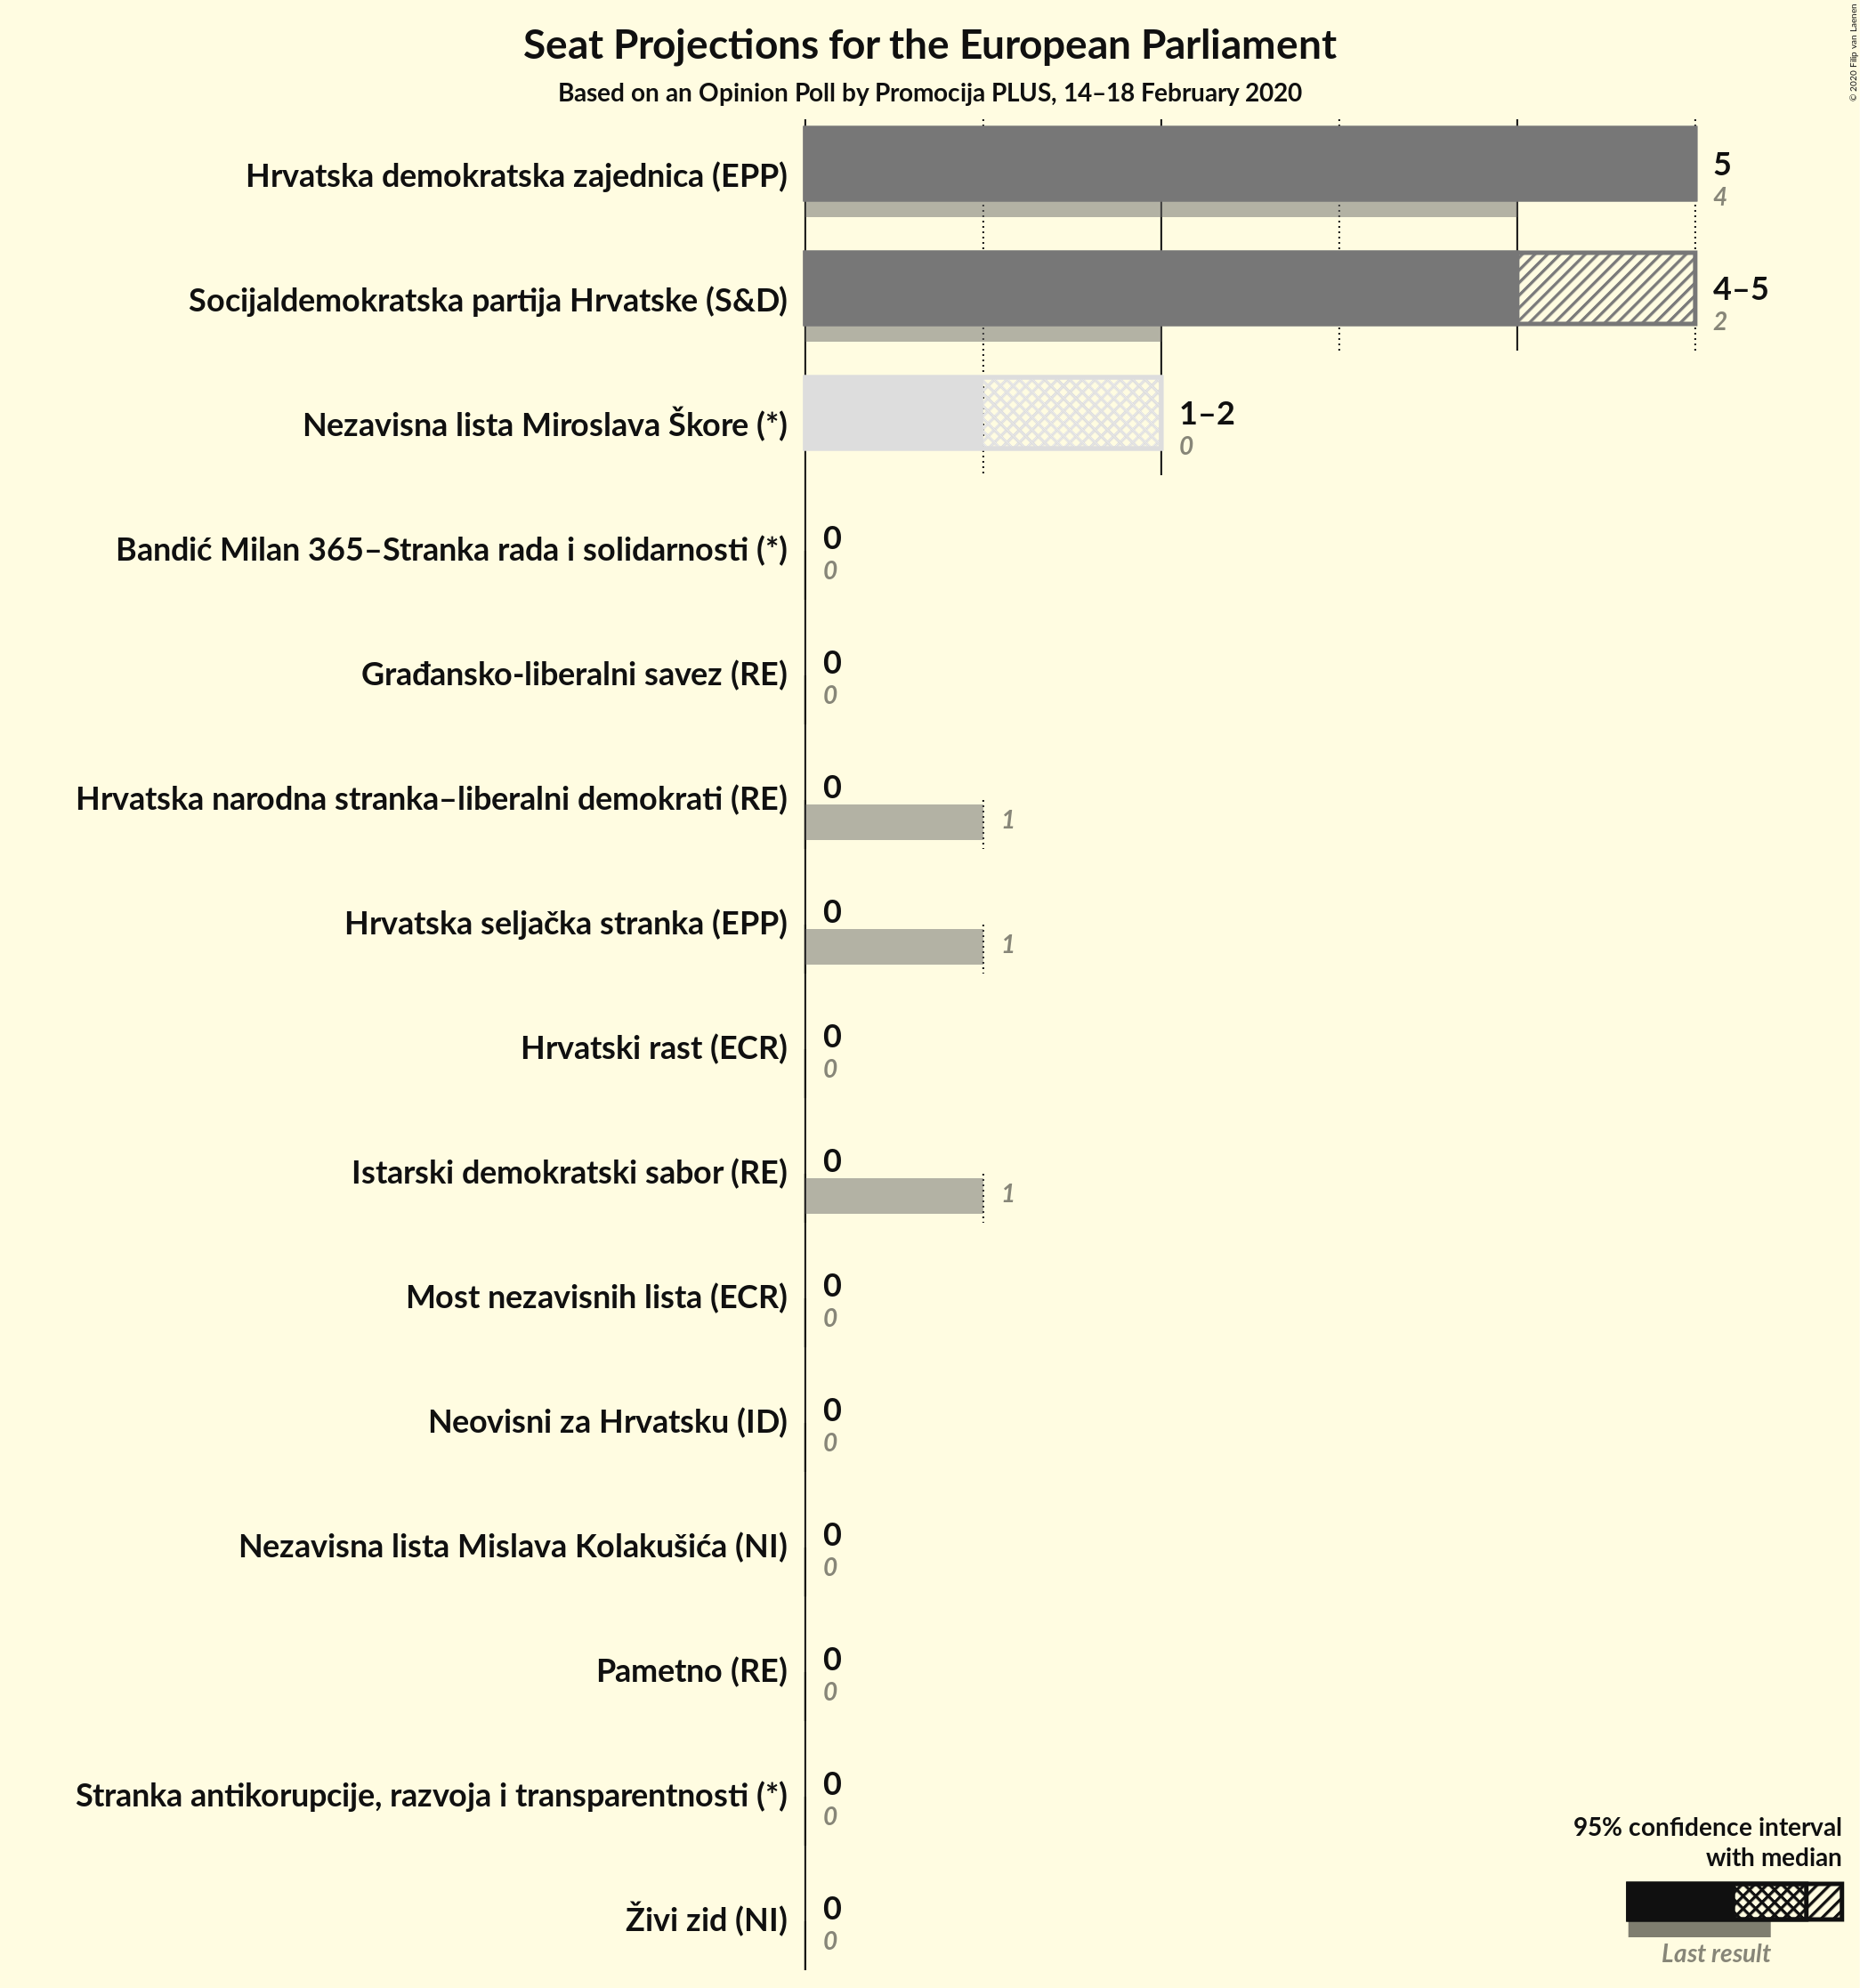 Seat Projections for the European Parliament
Based on an Opinion Poll by Promocija PLUS, 14–18 February 2020
© 2020 Filip van Laenen
Hrvatska demokratska zajednica (EPP)
5
4
Socijaldemokratska partija Hrvatske (S&D)
4–5
2
Nezavisna lista Miroslava Škore (*)
1–2
0
Bandić Milan 365–Stranka rada i solidarnosti (*)
0
0
Građansko-liberalni savez (RE)
0
0
Hrvatska narodna stranka–liberalni demokrati (RE)
0
1
Hrvatska seljačka stranka (EPP)
0
1
Hrvatski rast (ECR)
0
0
Istarski demokratski sabor (RE)
0
1
Most nezavisnih lista (ECR)
0
0
Neovisni za Hrvatsku (ID)
0
0
Nezavisna lista Mislava Kolakušića (NI)
0
0
Pametno (RE)
0
0
Stranka antikorupcije, razvoja i transparentnosti (*)
0
0
Živi zid (NI)
0
0
95% confidence interval
with median
Last result